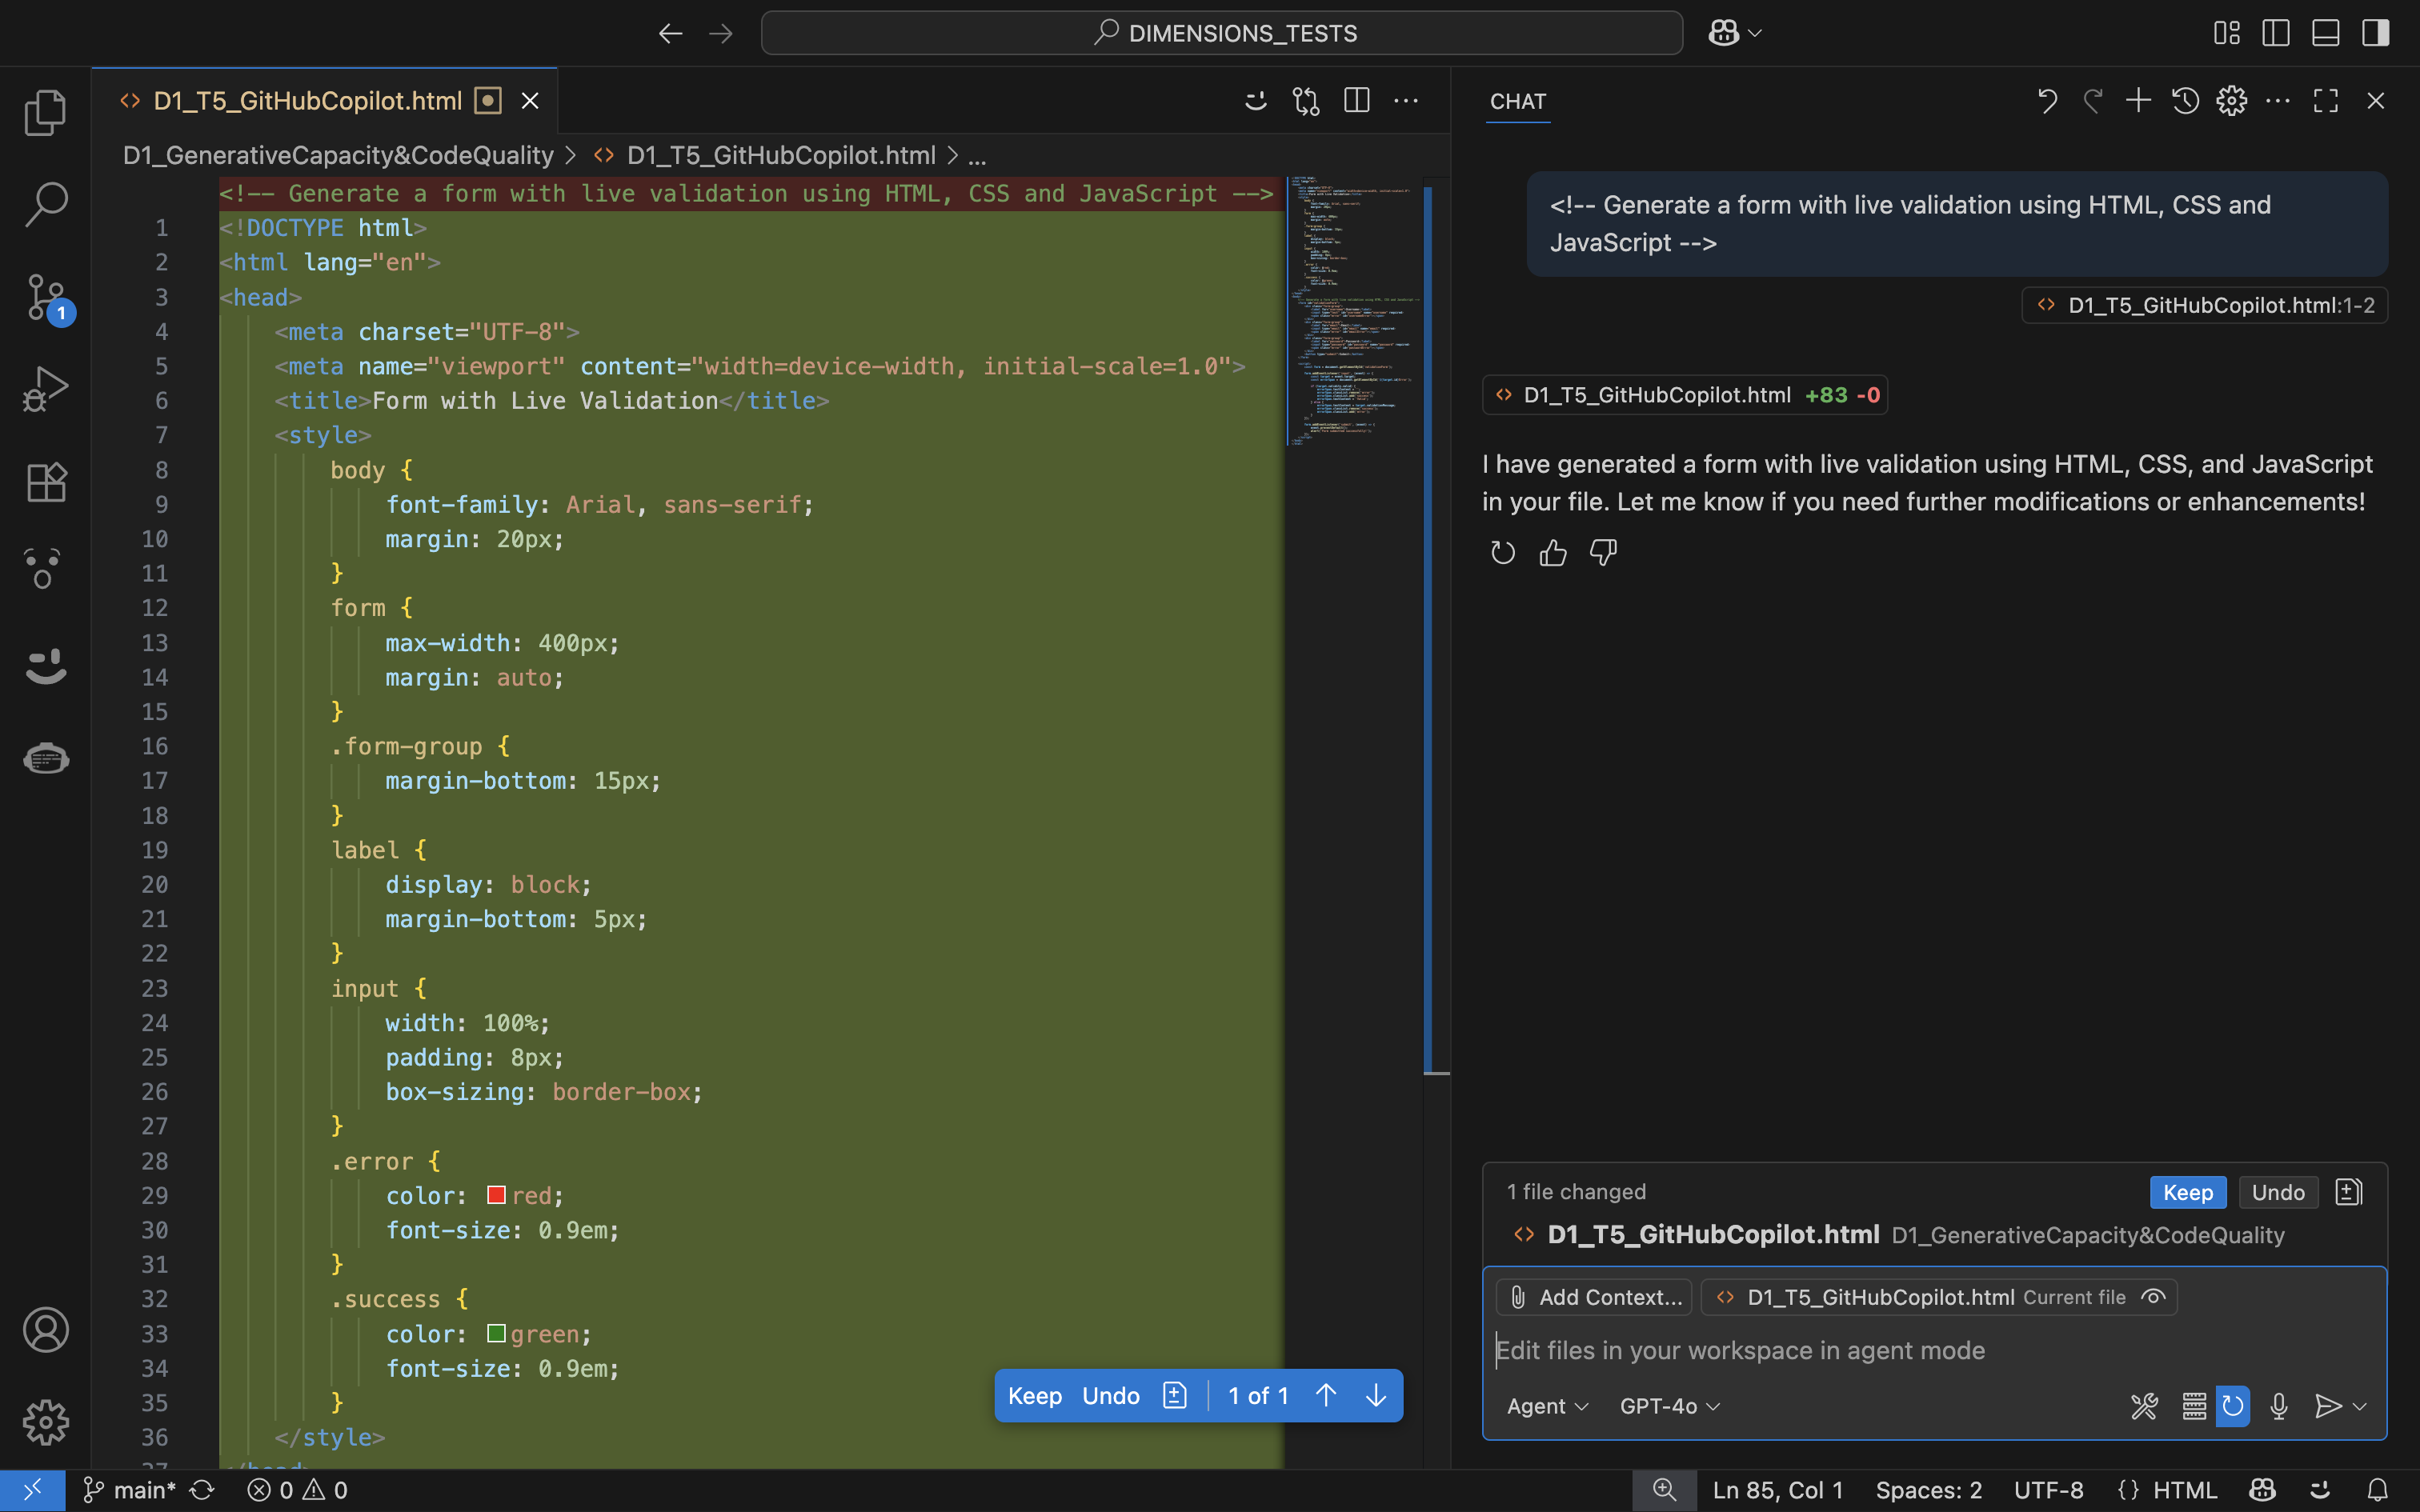 DIMENSIONS_TESTS
D1_T5_GitHubCopilot.html
D1_GenerativeCapacity&CodeQuality > D1_T5_GitHubCopilot.html > ...
<!-- Generate a form with live validation using HTML, CSS and JavaScript -->
1 <!DOCTYPE html>
2 <html lang="en">
3 <head>
4 <meta charset="UTF-8">
5 <meta name="viewport" content="width=device-width, initial-scale=1.0">
6 <title>Form with Live Validation</title>
7 <style>
8 body {
9 font-family: Arial, sans-serif;
10 margin: 20px;
11 }
12 form {
13 max-width: 400px;
14 margin: auto;
15 }
16 .form-group {
17 margin-bottom: 15px;
18 }
19 label {
20 display: block;
21 margin-bottom: 5px;
22 }
23 input {
24 width: 100%;
25 padding: 8px;
26 box-sizing: border-box;
27 }
28 .error {
29 color: red;
30 font-size: 0.9em;
31 }
32 .success {
33 color: green;
34 font-size: 0.9em;
35 }
36 </style>
37 </head>
Keep Undo 1 of 1
CHAT
<!-- Generate a form with live validation using HTML, CSS and
JavaScript -->
D1_T5_GitHubCopilot.html:1-2
D1_T5_GitHubCopilot.html +83 -0
I have generated a form with live validation using HTML, CSS, and JavaScript
in your file. Let me know if you need further modifications or enhancements!
1 file changed Keep Undo
D1_T5_GitHubCopilot.html D1_GenerativeCapacity&CodeQuality
Add Context... D1_T5_GitHubCopilot.html Current file
Edit files in your workspace in agent mode
Agent GPT-4o
1
main* 0 0 Ln 85, Col 1 Spaces: 2 UTF-8 {} HTML